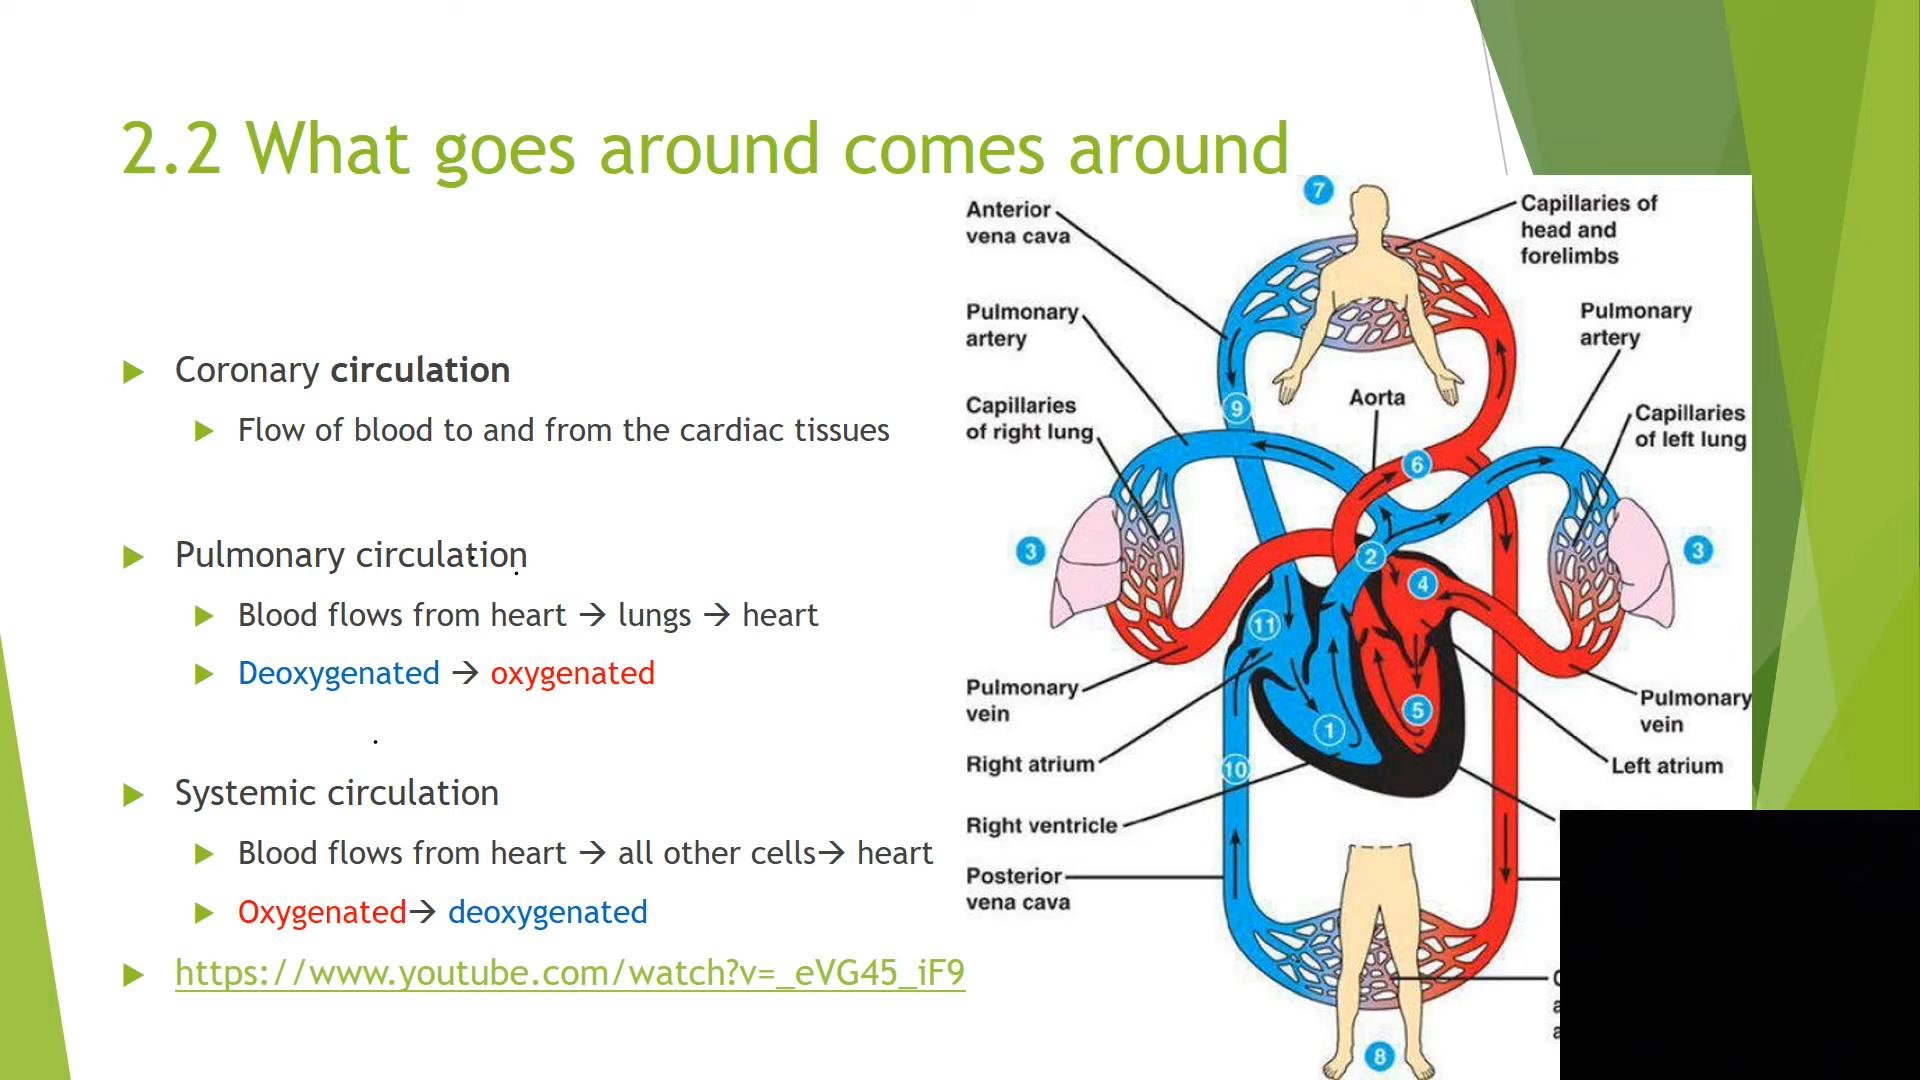 2.2 What goes around comes around
Coronary circulation
Flow of blood to and from the cardiac tissues
Pulmonary circulation
Blood flows from heart → lungs → heart
Deoxygenated → oxygenated
Systemic circulation
Blood flows from heart → all other cells→ heart
Oxygenated→ deoxygenated
https://www.youtube.com/watch?v=_eVG45_iF9
7
Anterior
vena cava
Capillaries of
head and
forelimbs
Pulmonary
artery
Pulmonary
artery
Aorta
Capillaries
of right lung
Capillaries
of left lung
9
6
3
2
4
3
11
1
5
10
Pulmonary
vein
Pulmonary
vein
Right atrium
Left atrium
Right ventricle
Posterior
vena cava
8